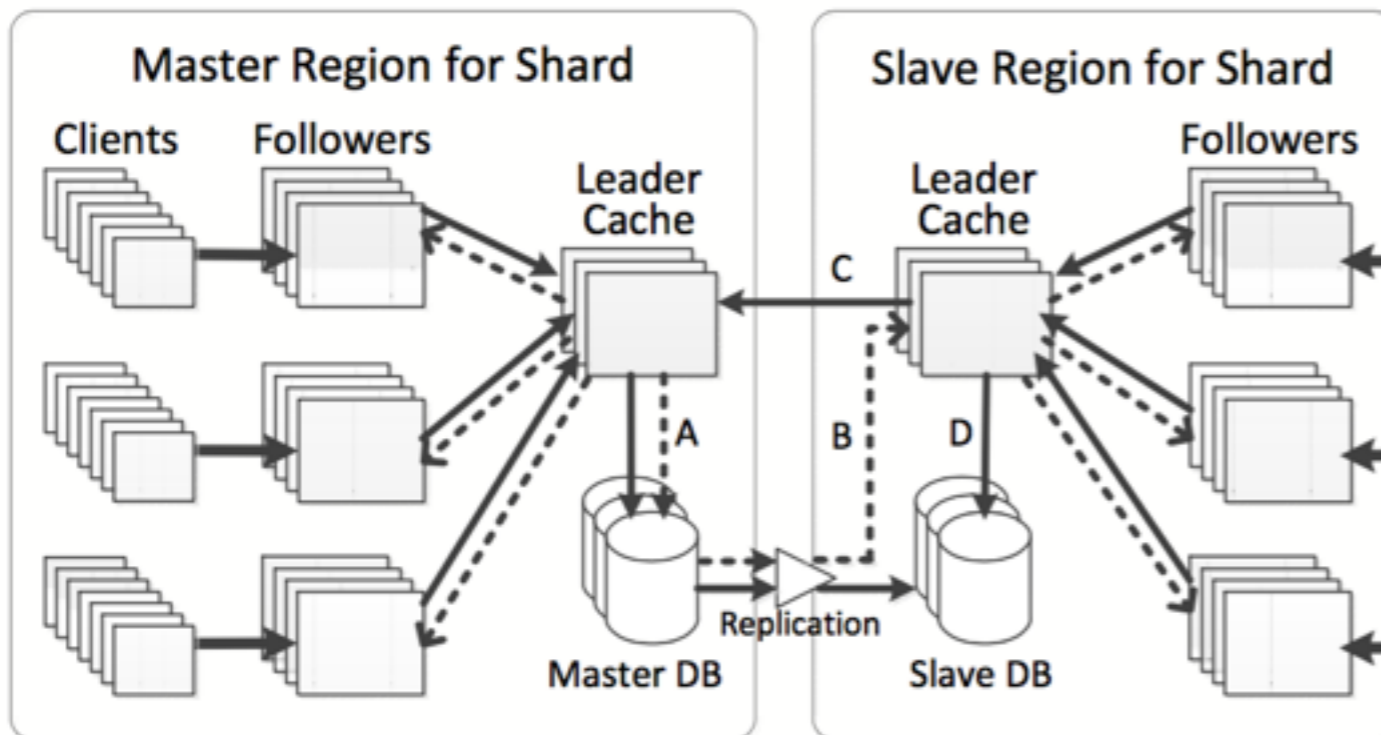 Master Region for Shard
Slave Region for Shard
Clients
Followers
Leader
Cache
Leader
Cache
Followers
C
A
B
D
Replication
Master DB
Slave DB